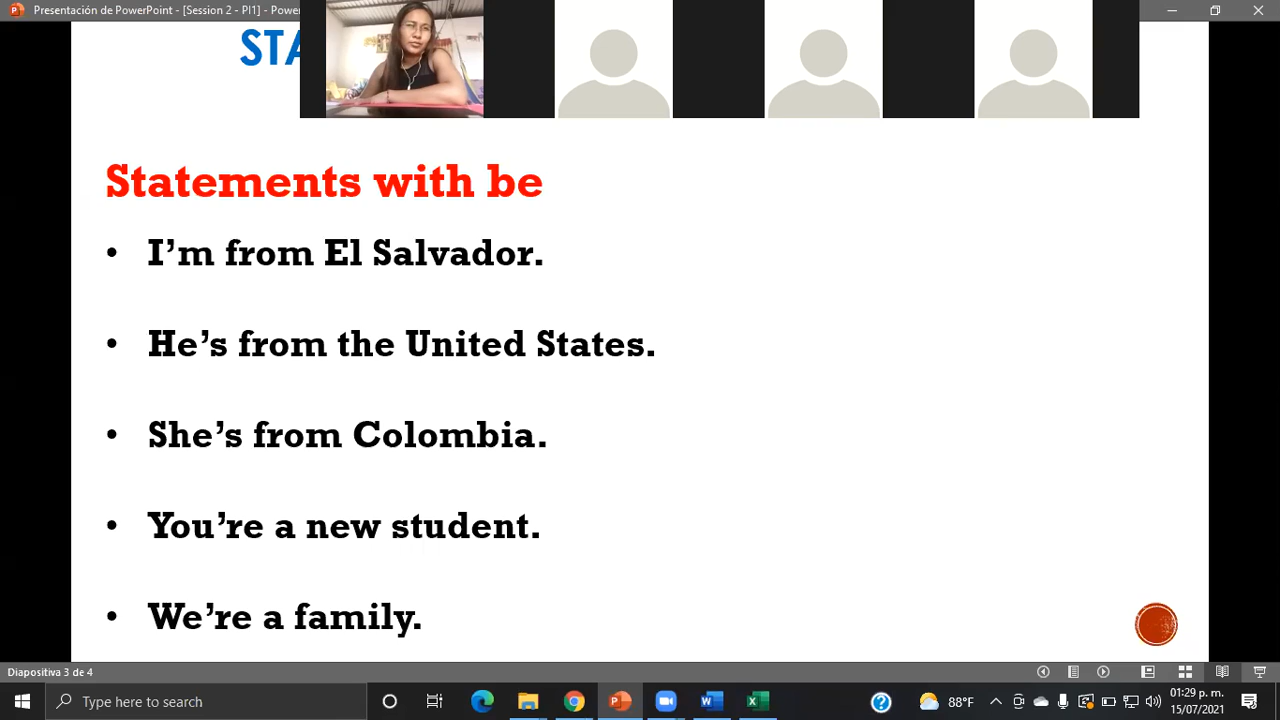 Presentación de PowerPoint - [Session 2 - PI1] - Power
STA
Statements with be
• I’m from El Salvador.
• He’s from the United States.
• She’s from Colombia.
• You’re a new student.
• We’re a family.
Diapositiva 3 de 4
Type here to search
88°F
01:29 p. m.
15/07/2021